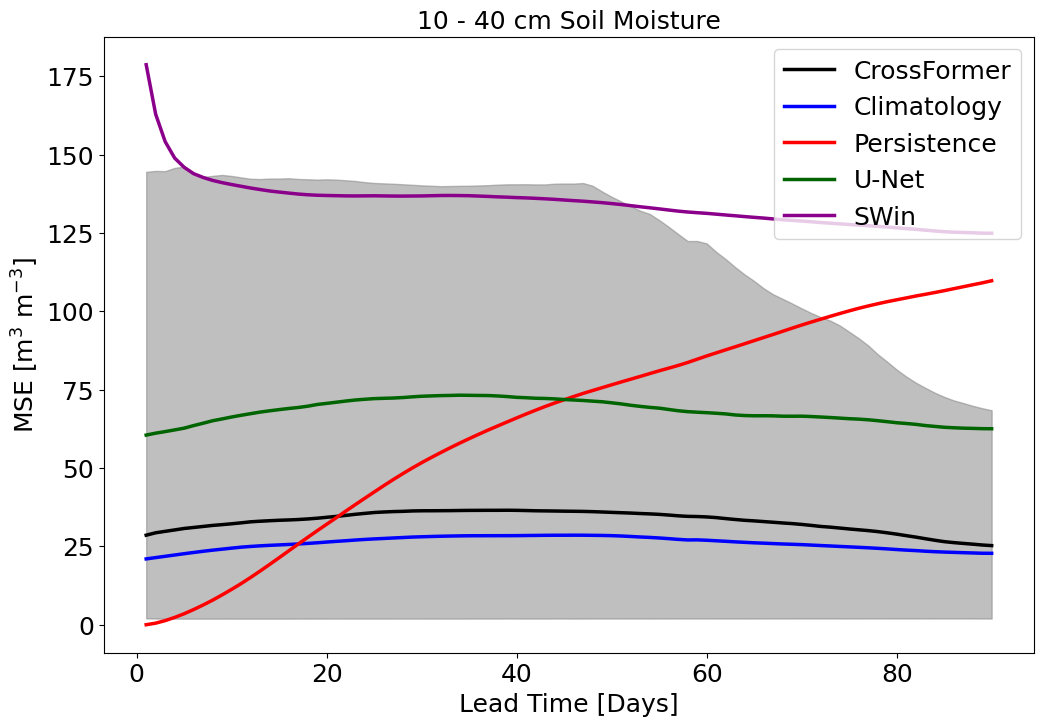 10 - 40 cm Soil Moisture
CrossFormer
Climatology
Persistence
U-Net
SWin
MSE [m³ m⁻³]
175
150
125
100
75
50
25
0
0 20 40 60 80
Lead Time [Days]